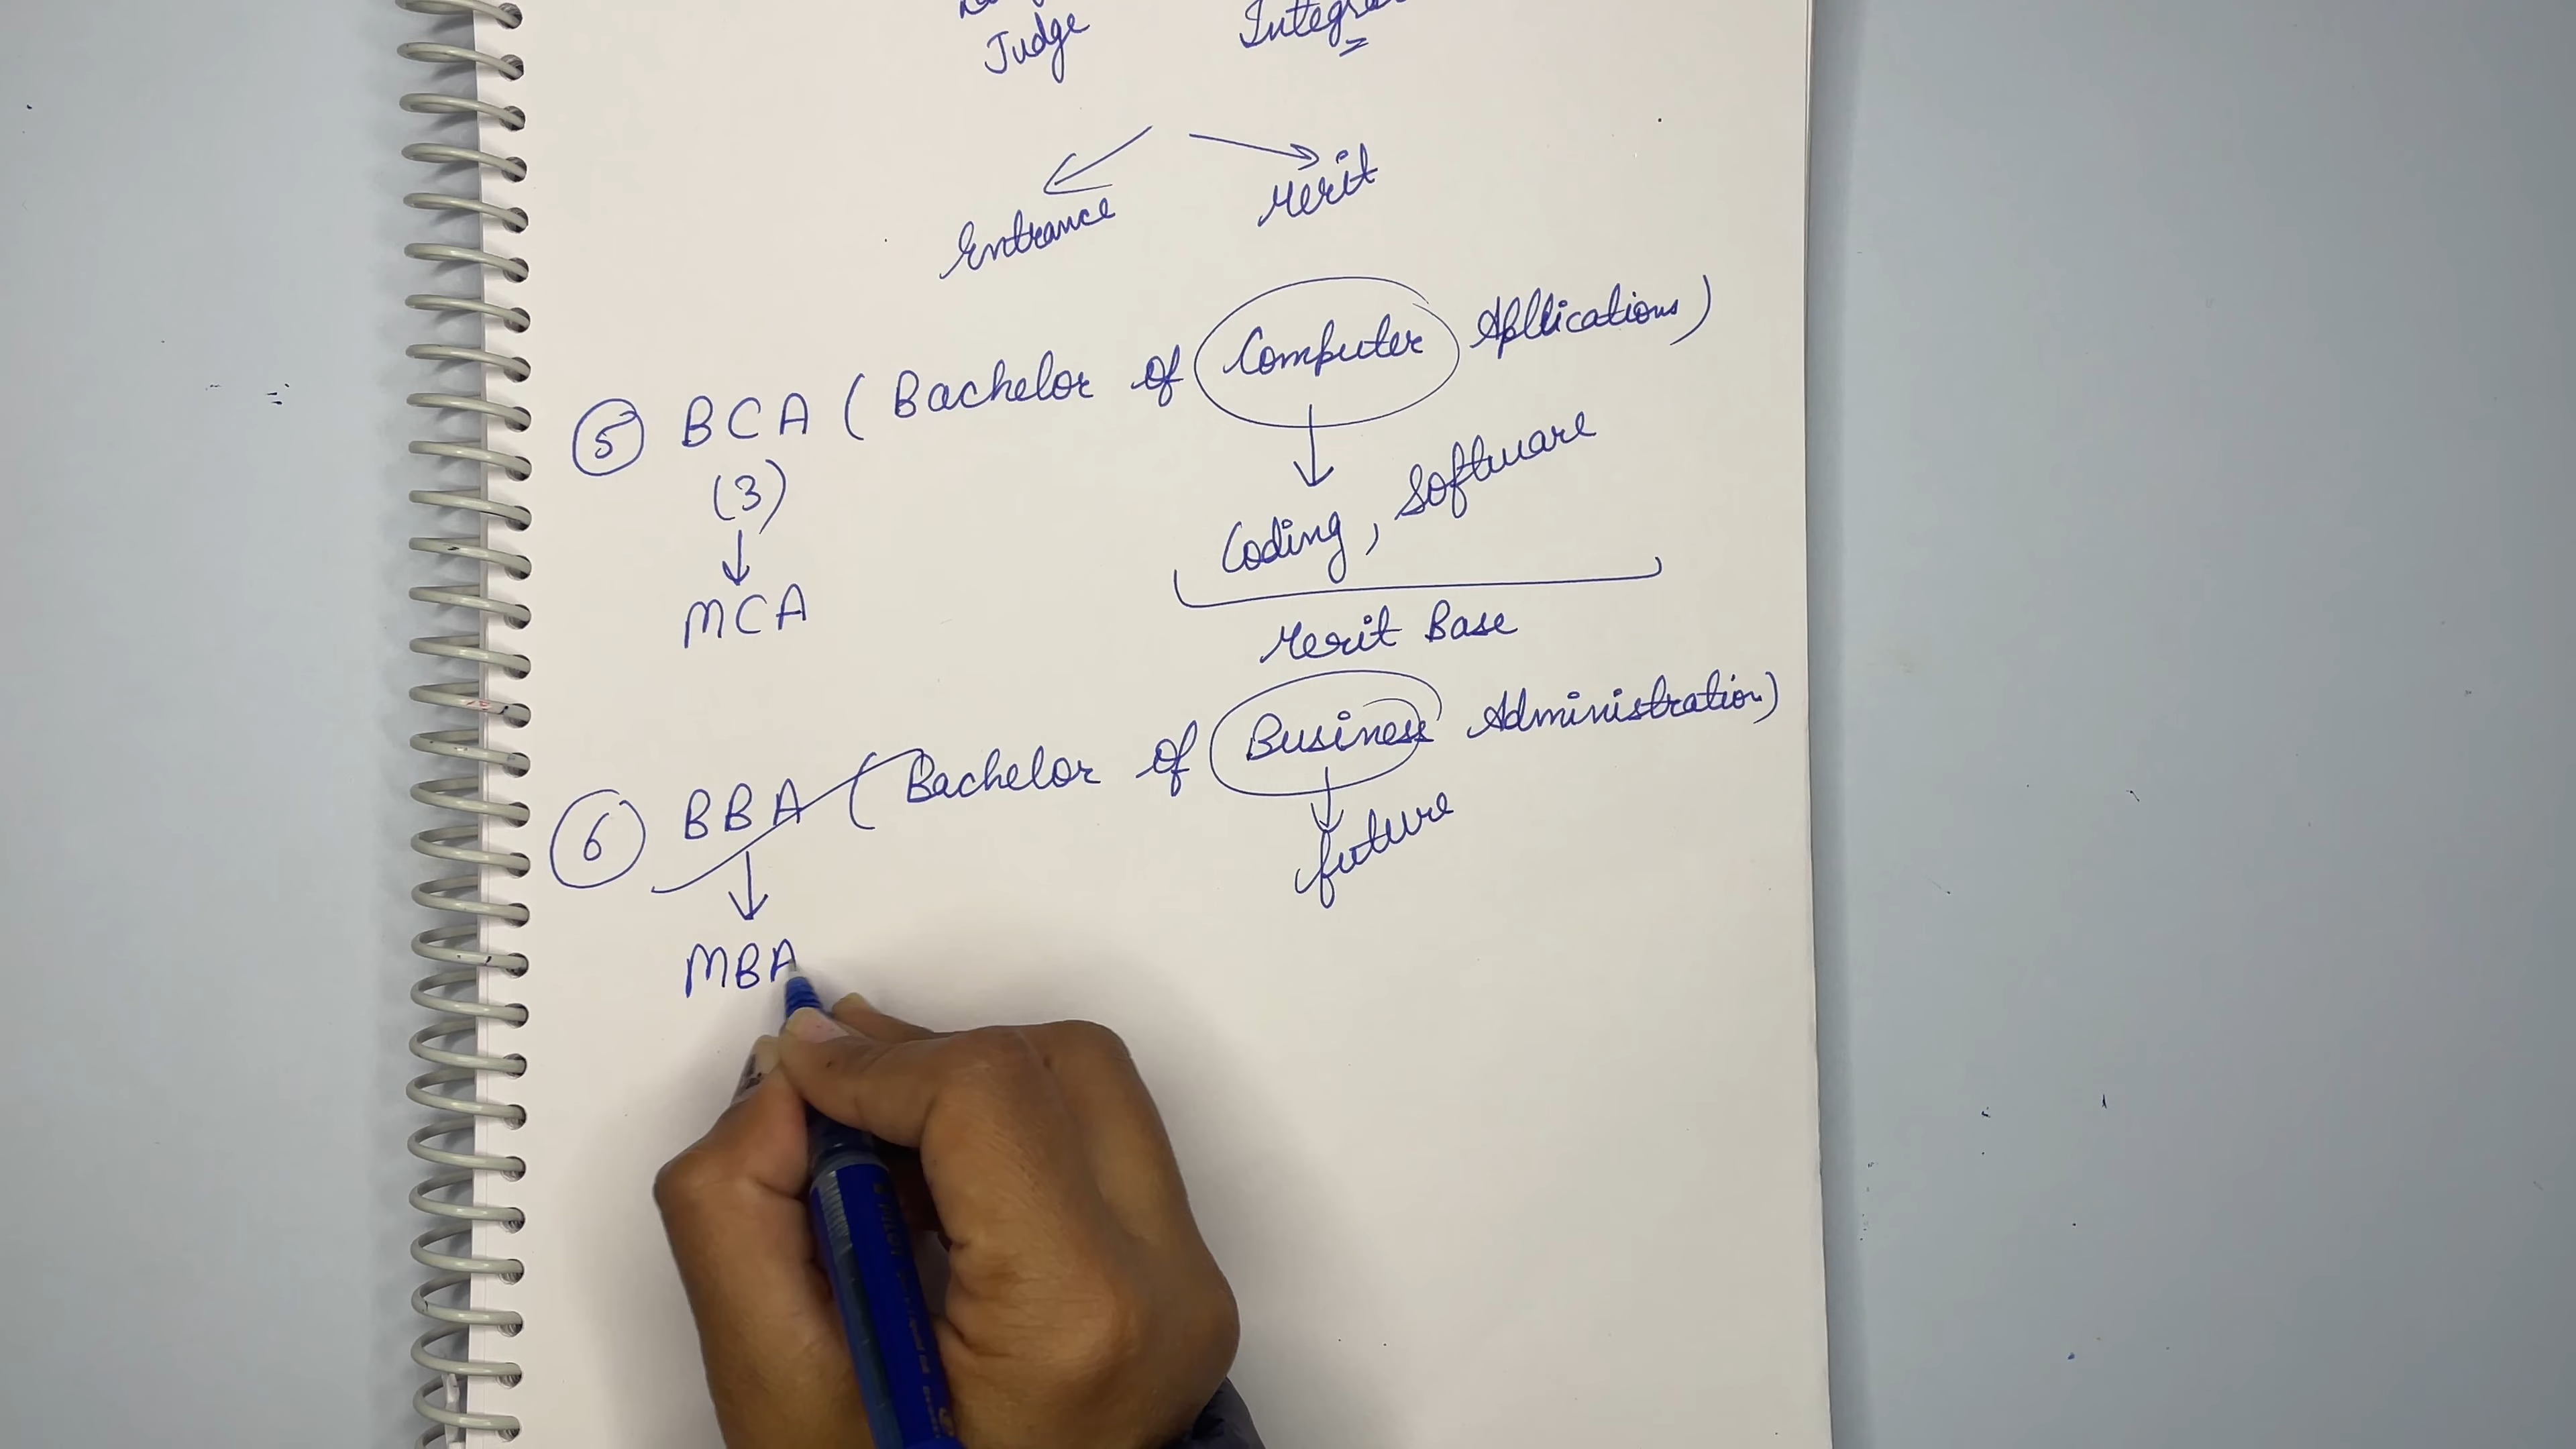 Judge
Entrance Merit
5 BCA (Bachelor of Computer Apllications)
(3)
Coding, Software
MCA
Merit Base
6 BBA (Bachelor of Business Administration)
future
MBA